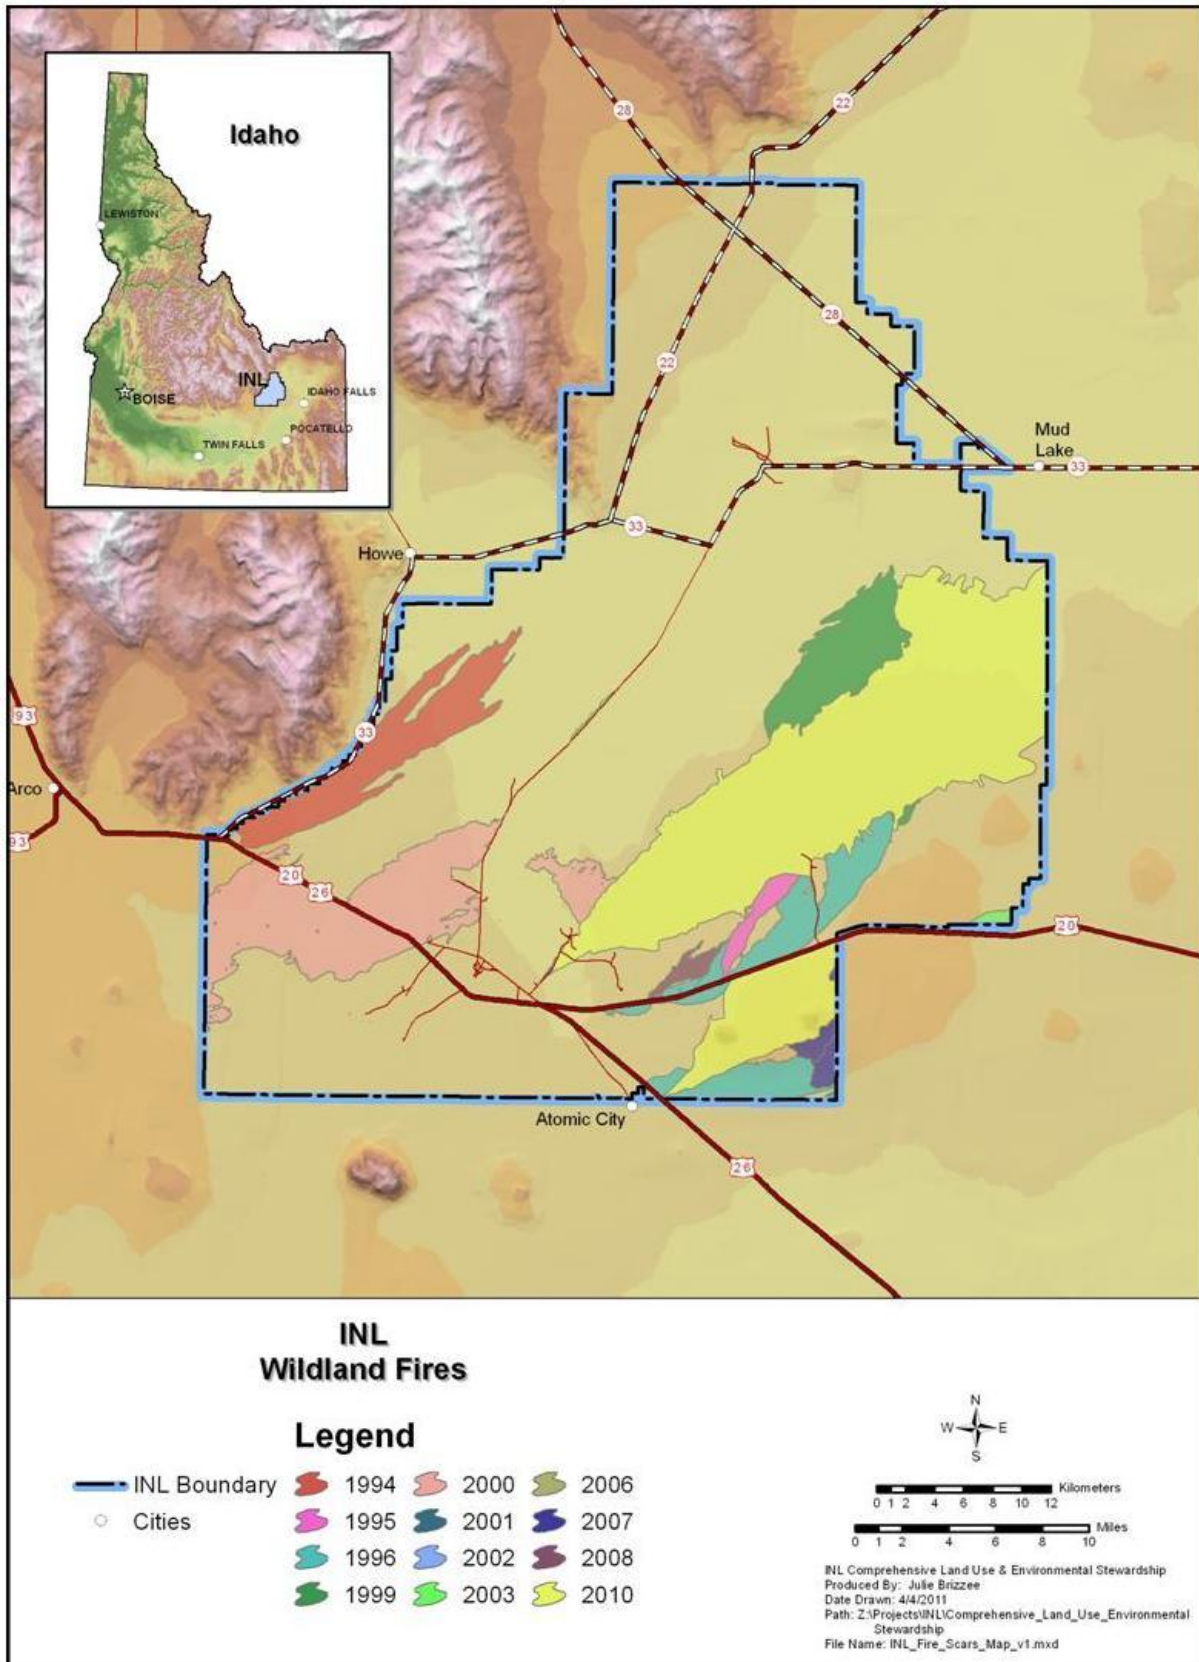 Idaho
LEWISTON
BOISE
INL
IDAHO FALLS
POCATELLO
TWIN FALLS
28
22
28
22
Mud
Lake
33
33
Howe
93
33
Arco
93
20
26
20
Atomic City
26
INL
Wildland Fires
Legend
INL Boundary
Cities
1994
1995
1996
1999
2000
2001
2002
2003
2006
2007
2008
2010
N
W E
S
Kilometers
0 1 2 4 6 8 10 12
Miles
0 1 2 4 6 8 10
INL Comprehensive Land Use & Environmental Stewardship
Produced By: Julie Brizzee
Date Drawn: 4/4/2011
Path: Z:\Projects\INL\Comprehensive_Land_Use_Environmental
Stewardship
File Name: INL_Fire_Scars_Map_v1.mxd